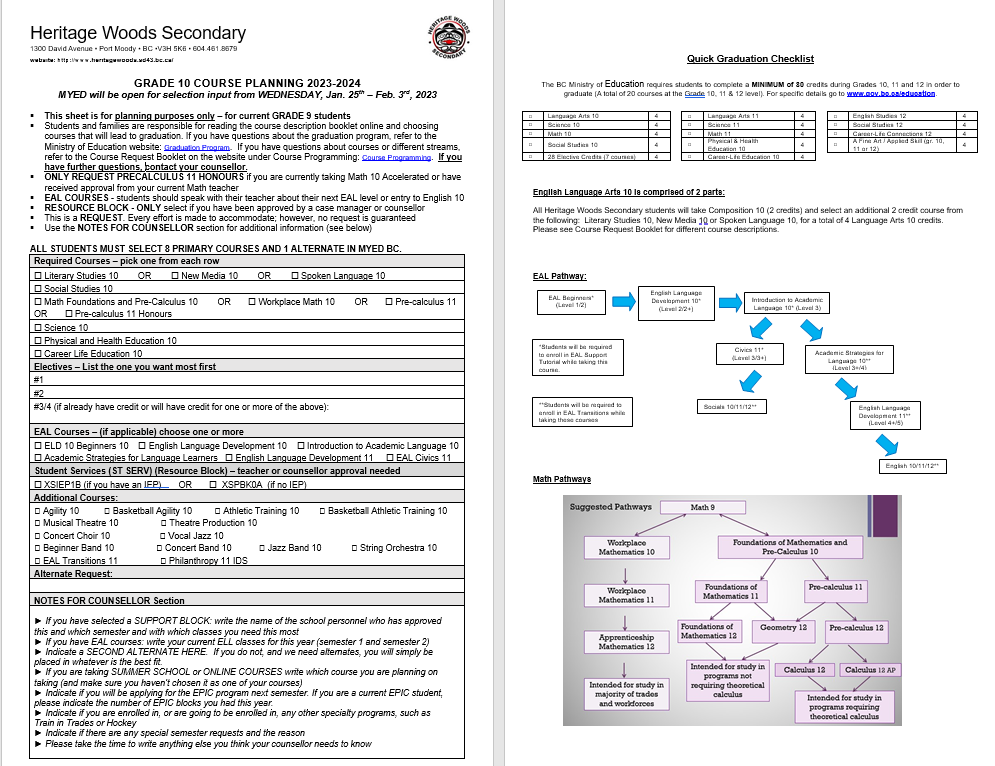 Heritage Woods Secondary
1300 David Avenue • Port Moody • BC •V3H 5K6 • 604.461.8679
website: http://www.heritagewoods.sd43.bc.ca/
HERITAGE WOODS SECONDARY
GRADE 10 COURSE PLANNING 2023-2024
MYED will be open for selection input from WEDNESDAY, Jan. 25th – Feb. 3rd, 2023
▪ This sheet is for planning purposes only – for current GRADE 9 students
▪ Students and families are responsible for reading the course description booklet online and choosing
courses that will lead to graduation. If you have questions about the graduation program, refer to the
Ministry of Education website: Graduation Program. If you have questions about courses or different streams,
refer to the Course Request Booklet on the website under Course Programming: Course Programming. If you
have further questions, contact your counsellor.
▪ ONLY REQUEST PRECALCULUS 11 HONOURS if you are currently taking Math 10 Accelerated or have
received approval from your current Math teacher
▪ EAL COURSES - students should speak with their teacher about their next EAL level or entry to English 10
▪ RESOURCE BLOCK - ONLY select if you have been approved by a case manager or counsellor
▪ This is a REQUEST. Every effort is made to accommodate; however, no request is guaranteed
▪ Use the NOTES FOR COUNSELLOR section for additional information (see below)
ALL STUDENTS MUST SELECT 8 PRIMARY COURSES AND 1 ALTERNATE IN MYED BC.
Required Courses – pick one from each row
☐ Literary Studies 10 OR ☐ New Media 10 OR ☐ Spoken Language 10
☐ Social Studies 10
☐ Math Foundations and Pre-Calculus 10 OR ☐ Workplace Math 10 OR ☐ Pre-calculus 11
OR ☐ Pre-calculus 11 Honours
☐ Science 10
☐ Physical and Health Education 10
☐ Career Life Education 10
Electives – List the one you want most first
#1
#2
#3/4 (if already have credit or will have credit for one or more of the above):
EAL Courses – (if applicable) choose one or more
☐ ELD 10 Beginners 10 ☐ English Language Development 10 ☐ Introduction to Academic Language 10
☐ Academic Strategies for Language Learners ☐ English Language Development 11 ☐ EAL Civics 11
Student Services (ST SERV) (Resource Block) – teacher or counsellor approval needed
☐ XSIEP1B (if you have an IEP) OR ☐ XSPBK0A (if no IEP)
Additional Courses:
☐ Agility 10 ☐ Basketball Agility 10 ☐ Athletic Training 10 ☐ Basketball Athletic Training 10
☐ Musical Theatre 10 ☐ Theatre Production 10
☐ Concert Choir 10 ☐ Vocal Jazz 10
☐ Beginner Band 10 ☐ Concert Band 10 ☐ Jazz Band 10 ☐ String Orchestra 10
☐ EAL Transitions 11 ☐ Philanthropy 11 IDS
Alternate Request:
NOTES FOR COUNSELLOR Section
► If you have selected a SUPPORT BLOCK: write the name of the school personnel who has approved
this and which semester and with which classes you need this most
► If you have EAL courses: write your current ELL classes for this year (semester 1 and semester 2)
► Indicate a SECOND ALTERNATE HERE. If you do not, and we need alternates, you will simply be
placed in whatever is the best fit.
► If you are taking SUMMER SCHOOL or ONLINE COURSES write which course you are planning on
taking (and make sure you haven't chosen it as one of your courses)
► Indicate if you will be applying for the EPIC program next semester. If you are a current EPIC student,
please indicate the number of EPIC blocks you had this year.
► Indicate if you are enrolled in, or are going to be enrolled in, any other specialty programs, such as
Train in Trades or Hockey
► Indicate if there are any special semester requests and the reason
► Please take the time to write anything else you think your counsellor needs to know
Quick Graduation Checklist
The BC Ministry of Education requires students to complete a MINIMUM of 80 credits during Grades 10, 11 and 12 in order to
graduate (A total of 20 courses at the Grade 10, 11 & 12 level). For specific details go to www.gov.bc.ca/education.
☐ Language Arts 10 4
☐ Science 10 4
☐ Math 10 4
☐ Social Studies 10 4
☐ 28 Elective Credits (7 courses)
☐ Language Arts 11 4
☐ Science 11 4
☐ Math 11 4
☐ Physical & Health
Education 10 4
☐ Career-Life Education 10 4
☐ English Studies 12 4
☐ Social Studies 12 4
☐ Career-Life Connections 12 4
☐ A Fine Art / Applied Skill (gr. 10,
11 or 12) 4
English Language Arts 10 is comprised of 2 parts:
All Heritage Woods Secondary students will take Composition 10 (2 credits) and select an additional 2 credit course from
the following: Literary Studies 10, New Media 10 or Spoken Language 10, for a total of 4 Language Arts 10 credits.
Please see Course Request Booklet for different course descriptions.
EAL Pathway:
EAL Beginners*
(Level 1/2)
English Language
Development 10*
(Level 2/2+)
Introduction to Academic
Language 10* (Level 3)
*Students will be required
to enroll in EAL Support
Tutorial while taking this
course.
Civics 11*
(Level 3/3+)
Academic Strategies for
Language 10**
(Level 3+/4)
**Students will be required to
enroll in EAL Transitions while
taking these courses
Socials 10/11/12**
English Language
Development 11**
(Level 4+/5)
English 10/11/12**
Math Pathways
Suggested Pathways
Math 9
Workplace
Mathematics 10
Foundations of Mathematics and
Pre-Calculus 10
Workplace
Mathematics 11
Foundations of
Mathematics 11
Pre-calculus 11
Apprenticeship
Mathematics 12
Foundations of
Mathematics 12
Geometry 12
Pre-calculus 12
Intended for study in
majority of trades
and workforces
Intended for study in
programs not
requiring theoretical
calculus
Calculus 12
Calculus 12 AP
Intended for study in
programs requiring
theoretical calculus